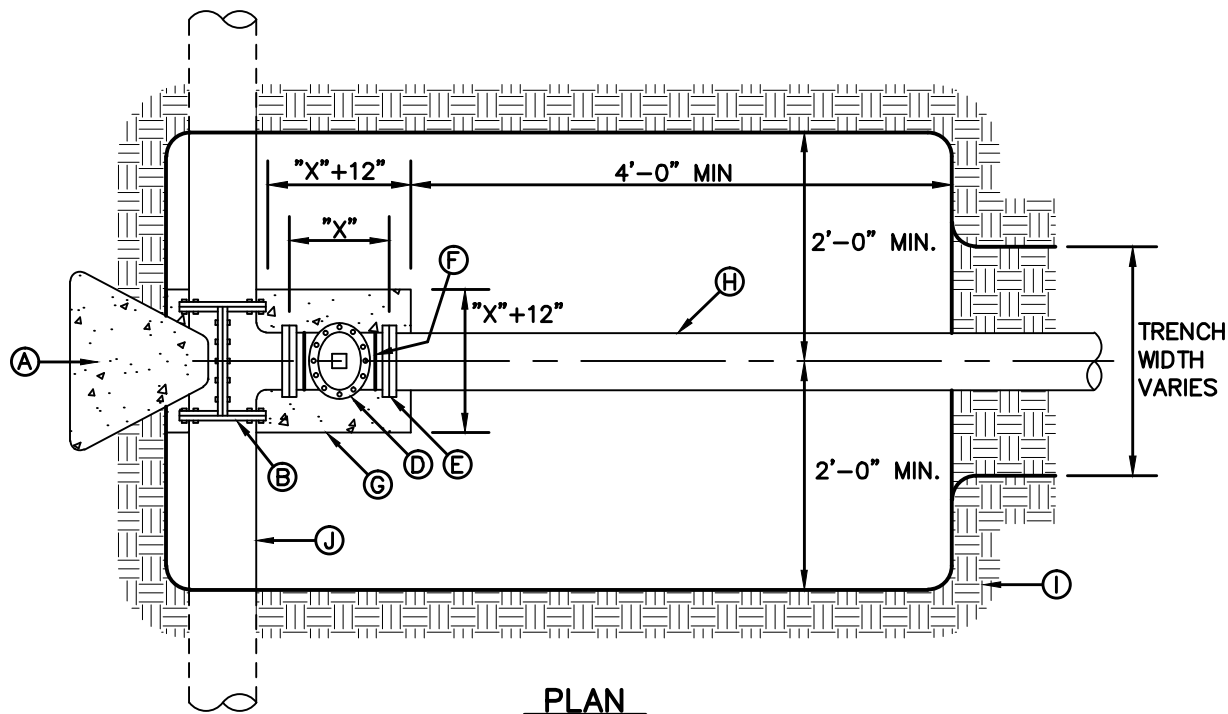 "X"+12"
4'-0" MIN
"X"
2'-0" MIN.
F
H
"X"+12"
A
TRENCH
WIDTH
VARIES
B
G
D
E
2'-0" MIN.
J
I
PLAN